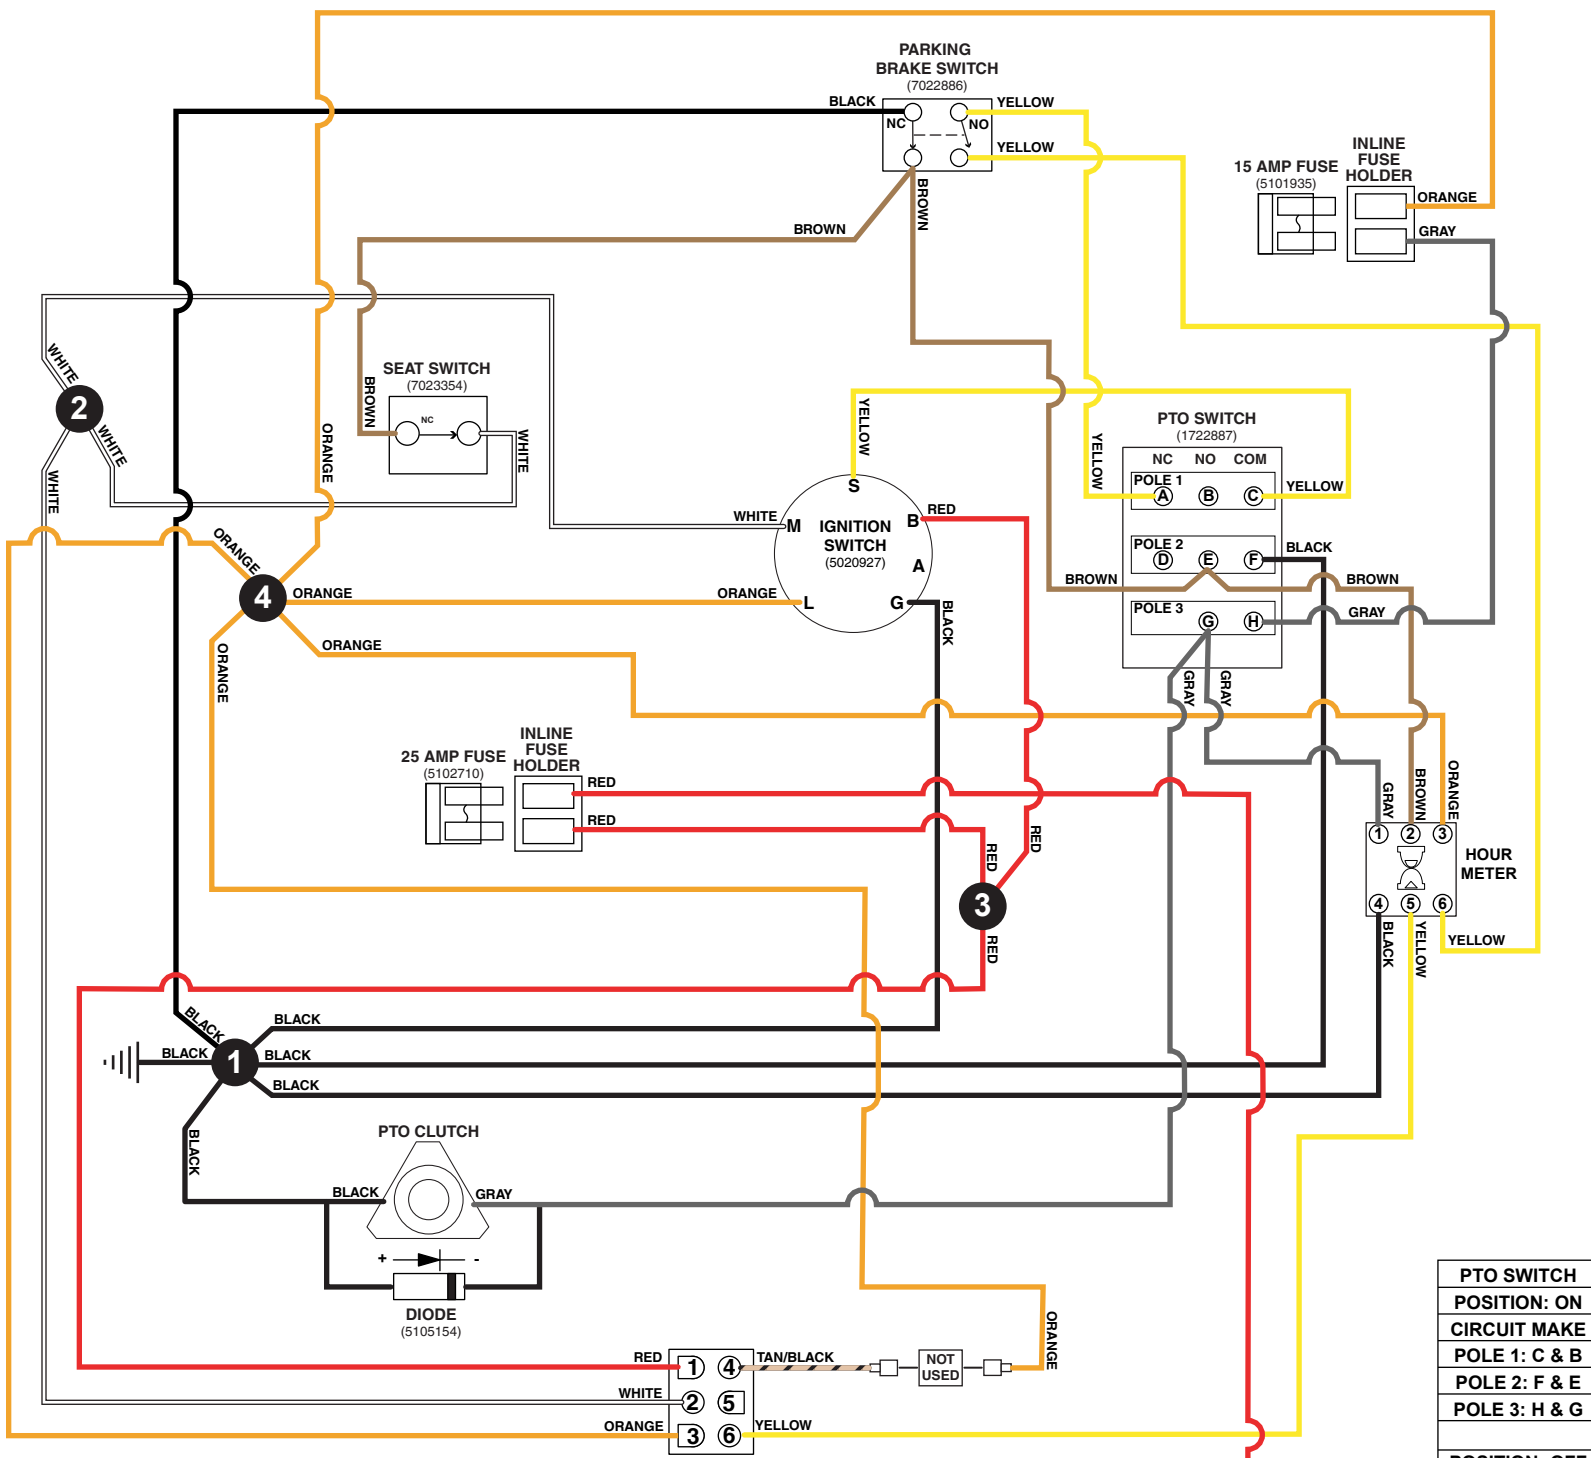 PARKING
BRAKE SWITCH
(7022886)
BLACK
YELLOW
NC
NO
YELLOW
BROWN
BROWN
15 AMP FUSE
(5101935)
INLINE
FUSE
HOLDER
ORANGE
GRAY
WHITE
2
WHITE
WHITE
SEAT SWITCH
(7023354)
NC
BROWN
WHITE
ORANGE
YELLOW
S
WHITE
M
IGNITION
SWITCH
(5020927)
B
RED
A
L
G
BLACK
PTO SWITCH
(1722887)
NC NO COM
YELLOW
POLE 1
A B C
YELLOW
POLE 2
D E F
BLACK
BROWN
BROWN
POLE 3
G H
GRAY
GRAY
GRAY
ORANGE
4
ORANGE
ORANGE
ORANGE
ORANGE
25 AMP FUSE
(5102710)
INLINE
FUSE
HOLDER
RED
RED
RED
RED
3
RED
GRAY
BROWN
ORANGE
1 2 3
HOUR
METER
4 5 6
BLACK
YELLOW
YELLOW
BLACK
BLACK
BLACK
1
BLACK
BLACK
BLACK
PTO CLUTCH
BLACK
GRAY
+ -
DIODE
(5105154)
ORANGE
RED
1
4
TAN/BLACK
NOT
USED
WHITE
2
5
ORANGE
3
6
YELLOW
PTO SWITCH
POSITION: ON
CIRCUIT MAKE
POLE 1: C & B
POLE 2: F & E
POLE 3: H & G
POSITION: OFF